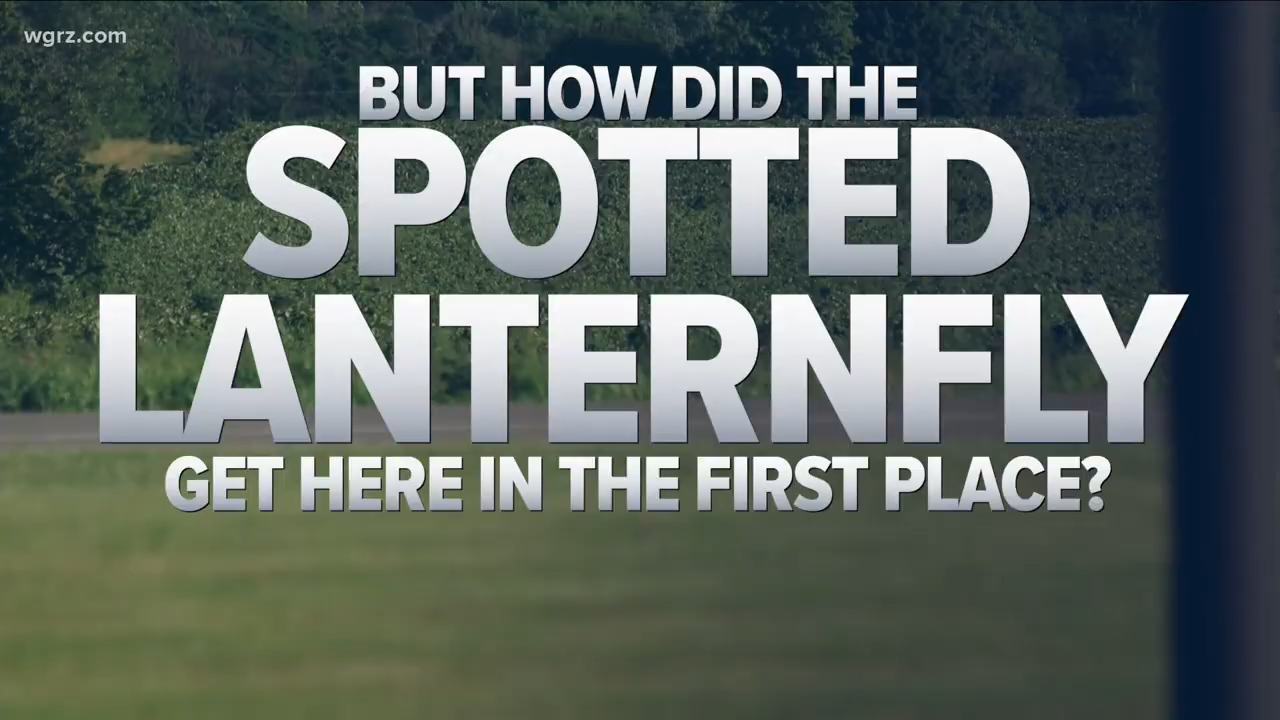 wgrz.com
BUT HOW DID THE
SPOTTED
LANTERNFLY
GET HERE IN THE FIRST PLACE?